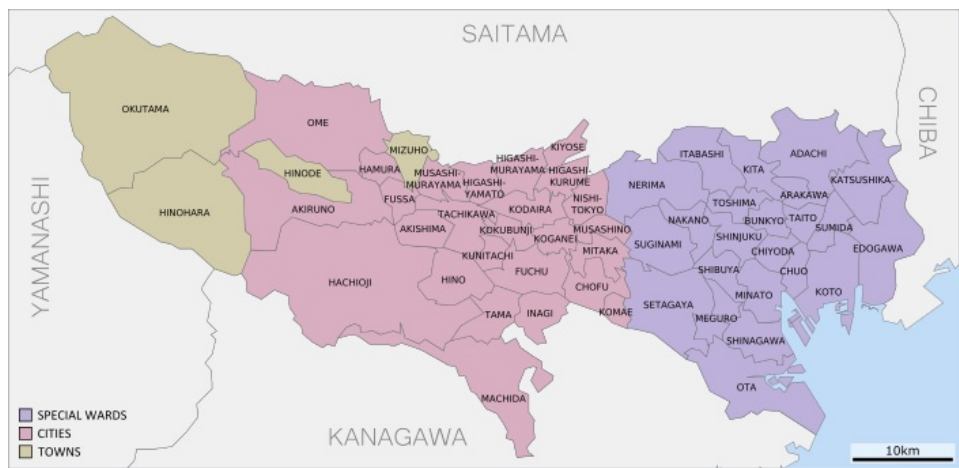 SAITAMA
CHIBA
YAMANASHI
KANAGAWA
OKUTAMA
OME
HINODE
HINOHARA
AKIRUNO
MIZUHO
HAMURA
FUSSA
MUSASHI-
MURAYAMA
HIGASHI-
YAMATO
HIGASHI-
MURAYAMA
KIYOSE
HIGASHI-
KURUME
NISHI-
TOKYO
TACHIKAWA
KODAIRA
AKISHIMA
KOKUBUNJI
KOGANEI
MUSASHINO
MITAKA
KUNITACHI
FUCHU
HACHIOJI
HINO
CHOFU
TAMA
INAGI
KOMAE
MACHIDA
ITABASHI
KITA
ADACHI
KATSUSHIKA
NERIMA
TOSHIMA
ARAKAWA
NAKANO
BUNKYO
TAITO
SUMIDA
SUGINAMI
SHINJUKU
CHIYODA
EDOGAWA
SHIBUYA
CHUO
KOTO
SETAGAYA
MINATO
MEGURO
SHINAGAWA
OTA
SPECIAL WARDS
CITIES
TOWNS
10km